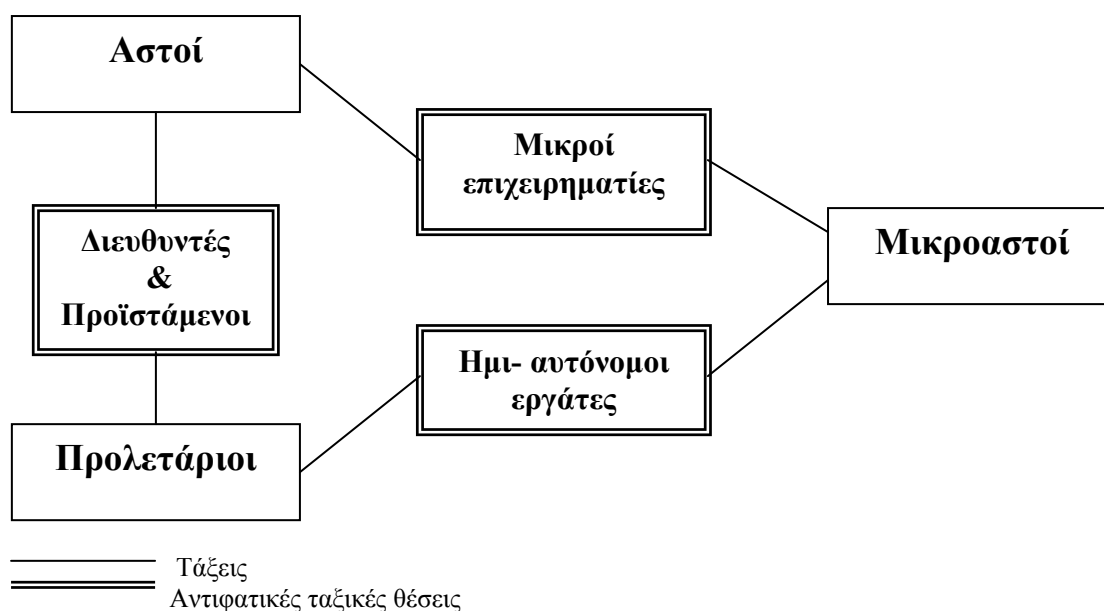 Αστοί
Μικροί
επιχειρηματίες
Διευθυντές
&
Προϊστάμενοι
Μικροαστοί
Ημι- αυτόνομοι
εργάτες
Προλετάριοι
Τάξεις
Αντιφατικές ταξικές θέσεις